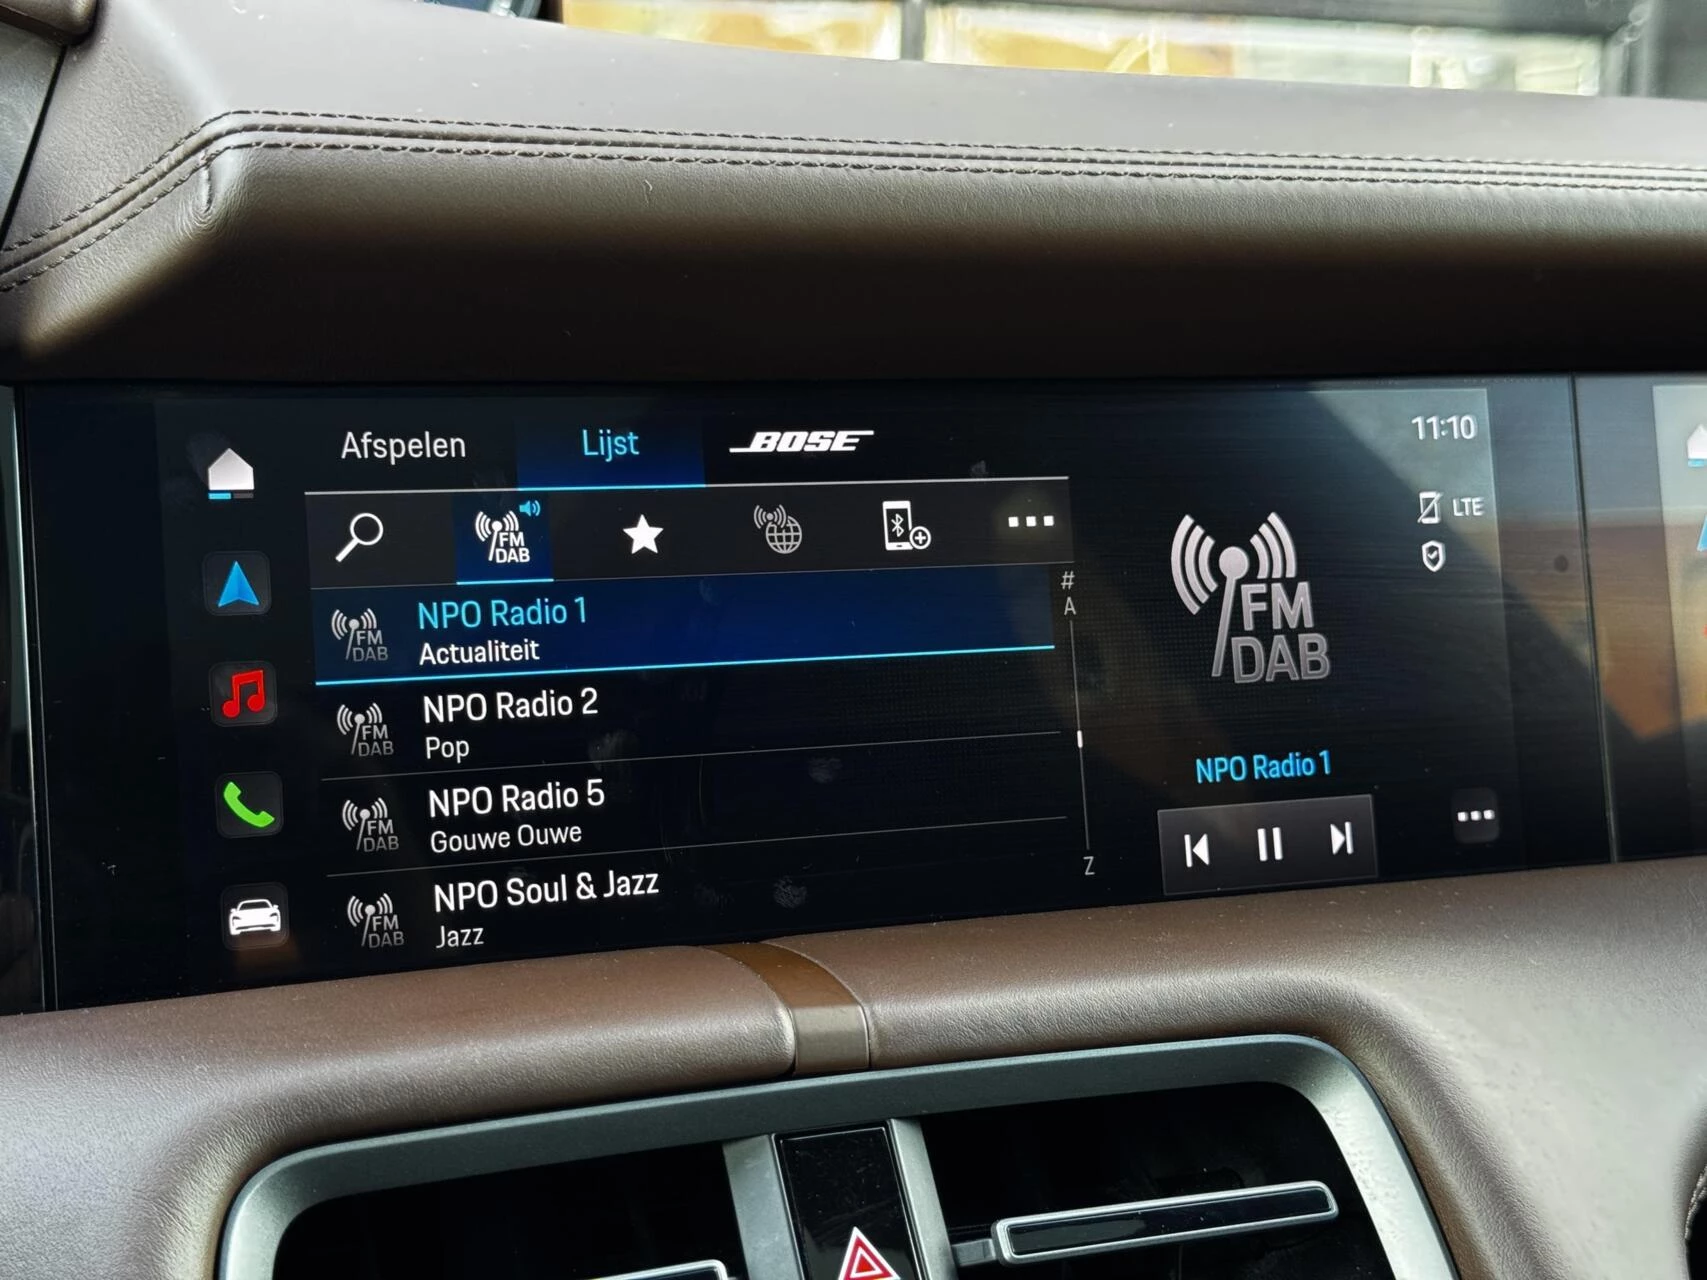 Afspelen
Lijst
BOSE
11:10
LTE
FM
DAB
#
A
NPO Radio 1
Actualiteit
FM
DAB
NPO Radio 2
Pop
FM
DAB
NPO Radio 5
Gouwe Ouwe
FM
DAB
NPO Soul & Jazz
Jazz
FM
DAB
Z
FM
DAB
NPO Radio 1